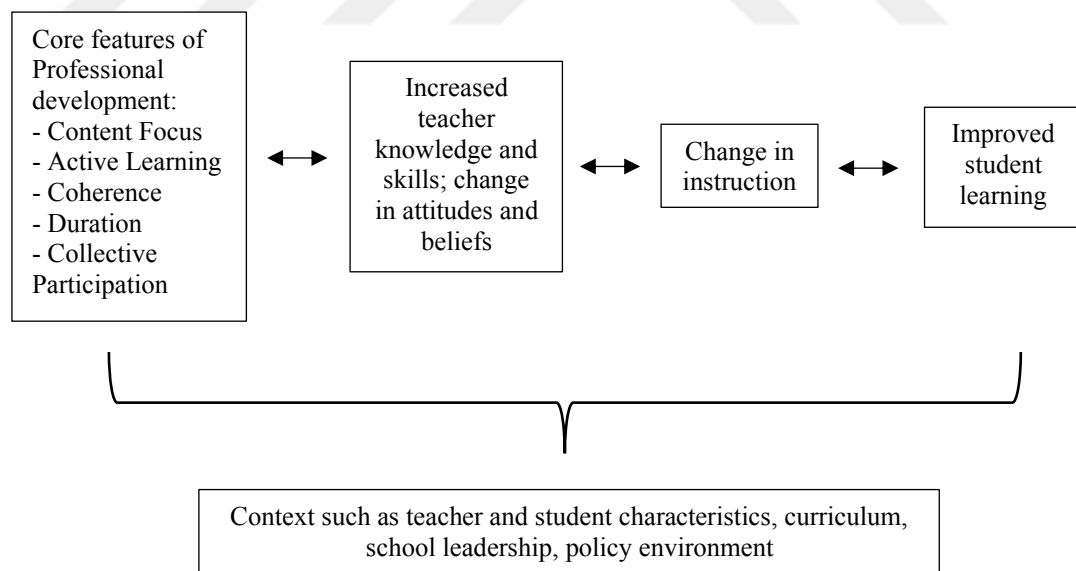 Core features of
Professional
development:
- Content Focus
- Active Learning
- Coherence
- Duration
- Collective
Participation
Increased
teacher
knowledge and
skills; change
in attitudes and
beliefs
Change in
instruction
Improved
student
learning
Context such as teacher and student characteristics, curriculum,
school leadership, policy environment